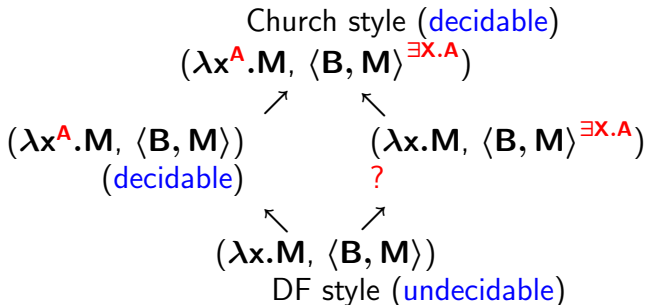 Church style (decidable)
(λx^A.M, ⟨B, M⟩^∃X.A)
(λx^A.M, ⟨B, M⟩) (λx.M, ⟨B, M⟩^∃X.A)
(decidable) ?
(λx.M, ⟨B, M⟩)
DF style (undecidable)